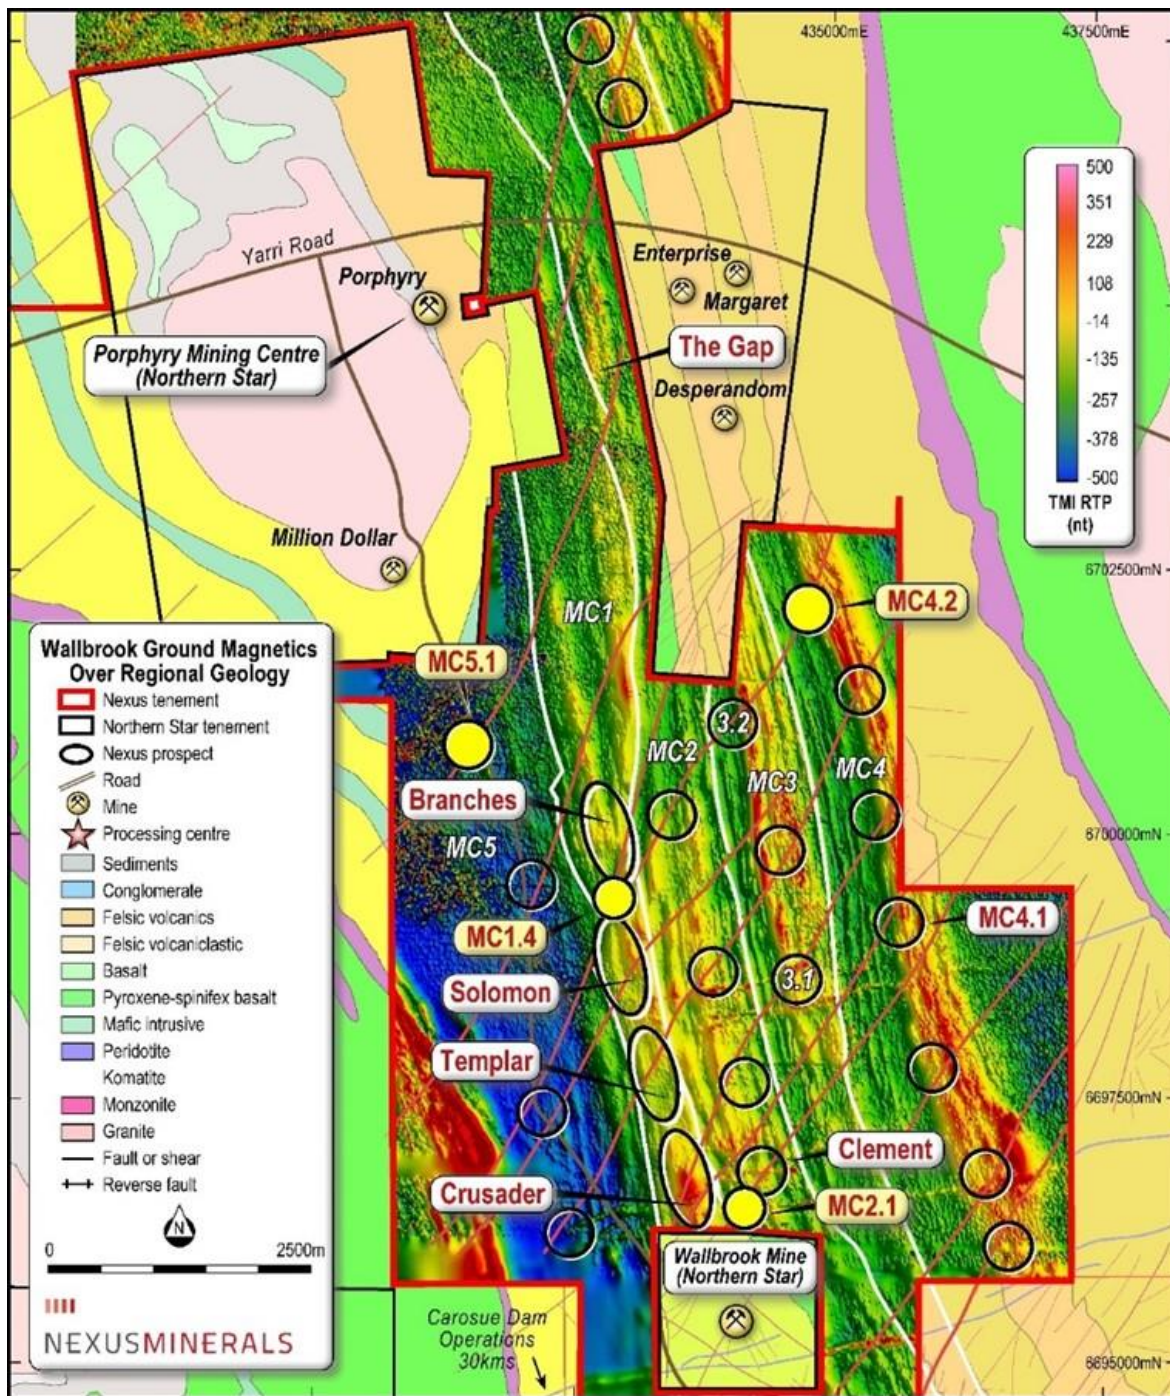 435000mE
437500mE
Yarri Road
Porphyry
Enterprise
Margaret
500
351
229
108
-14
-135
-257
-378
-500
TMI RTP
(nt)
Porphyry Mining Centre
(Northern Star)
The Gap
Desperandom
Million Dollar
6702500mN
MC1
MC4.2
MC5.1
3.2
MC2
MC3
MC4
Branches
MC5
6700000mN
MC1.4
MC4.1
Solomon
3.1
Templar
6697500mN
Clement
Crusader
MC2.1
Wallbrook Mine
(Northern Star)
Carosue Dam
Operations
30kms
6695000mN
Wallbrook Ground Magnetics
Over Regional Geology
Nexus tenement
Northern Star tenement
Nexus prospect
Road
Mine
Processing centre
Sediments
Conglomerate
Felsic volcanics
Felsic volcaniclastic
Basalt
Pyroxene-spinifex basalt
Mafic intrusive
Peridotite
Komatite
Monzonite
Granite
Fault or shear
Reverse fault
N
0 2500m
NEXUSMINERALS